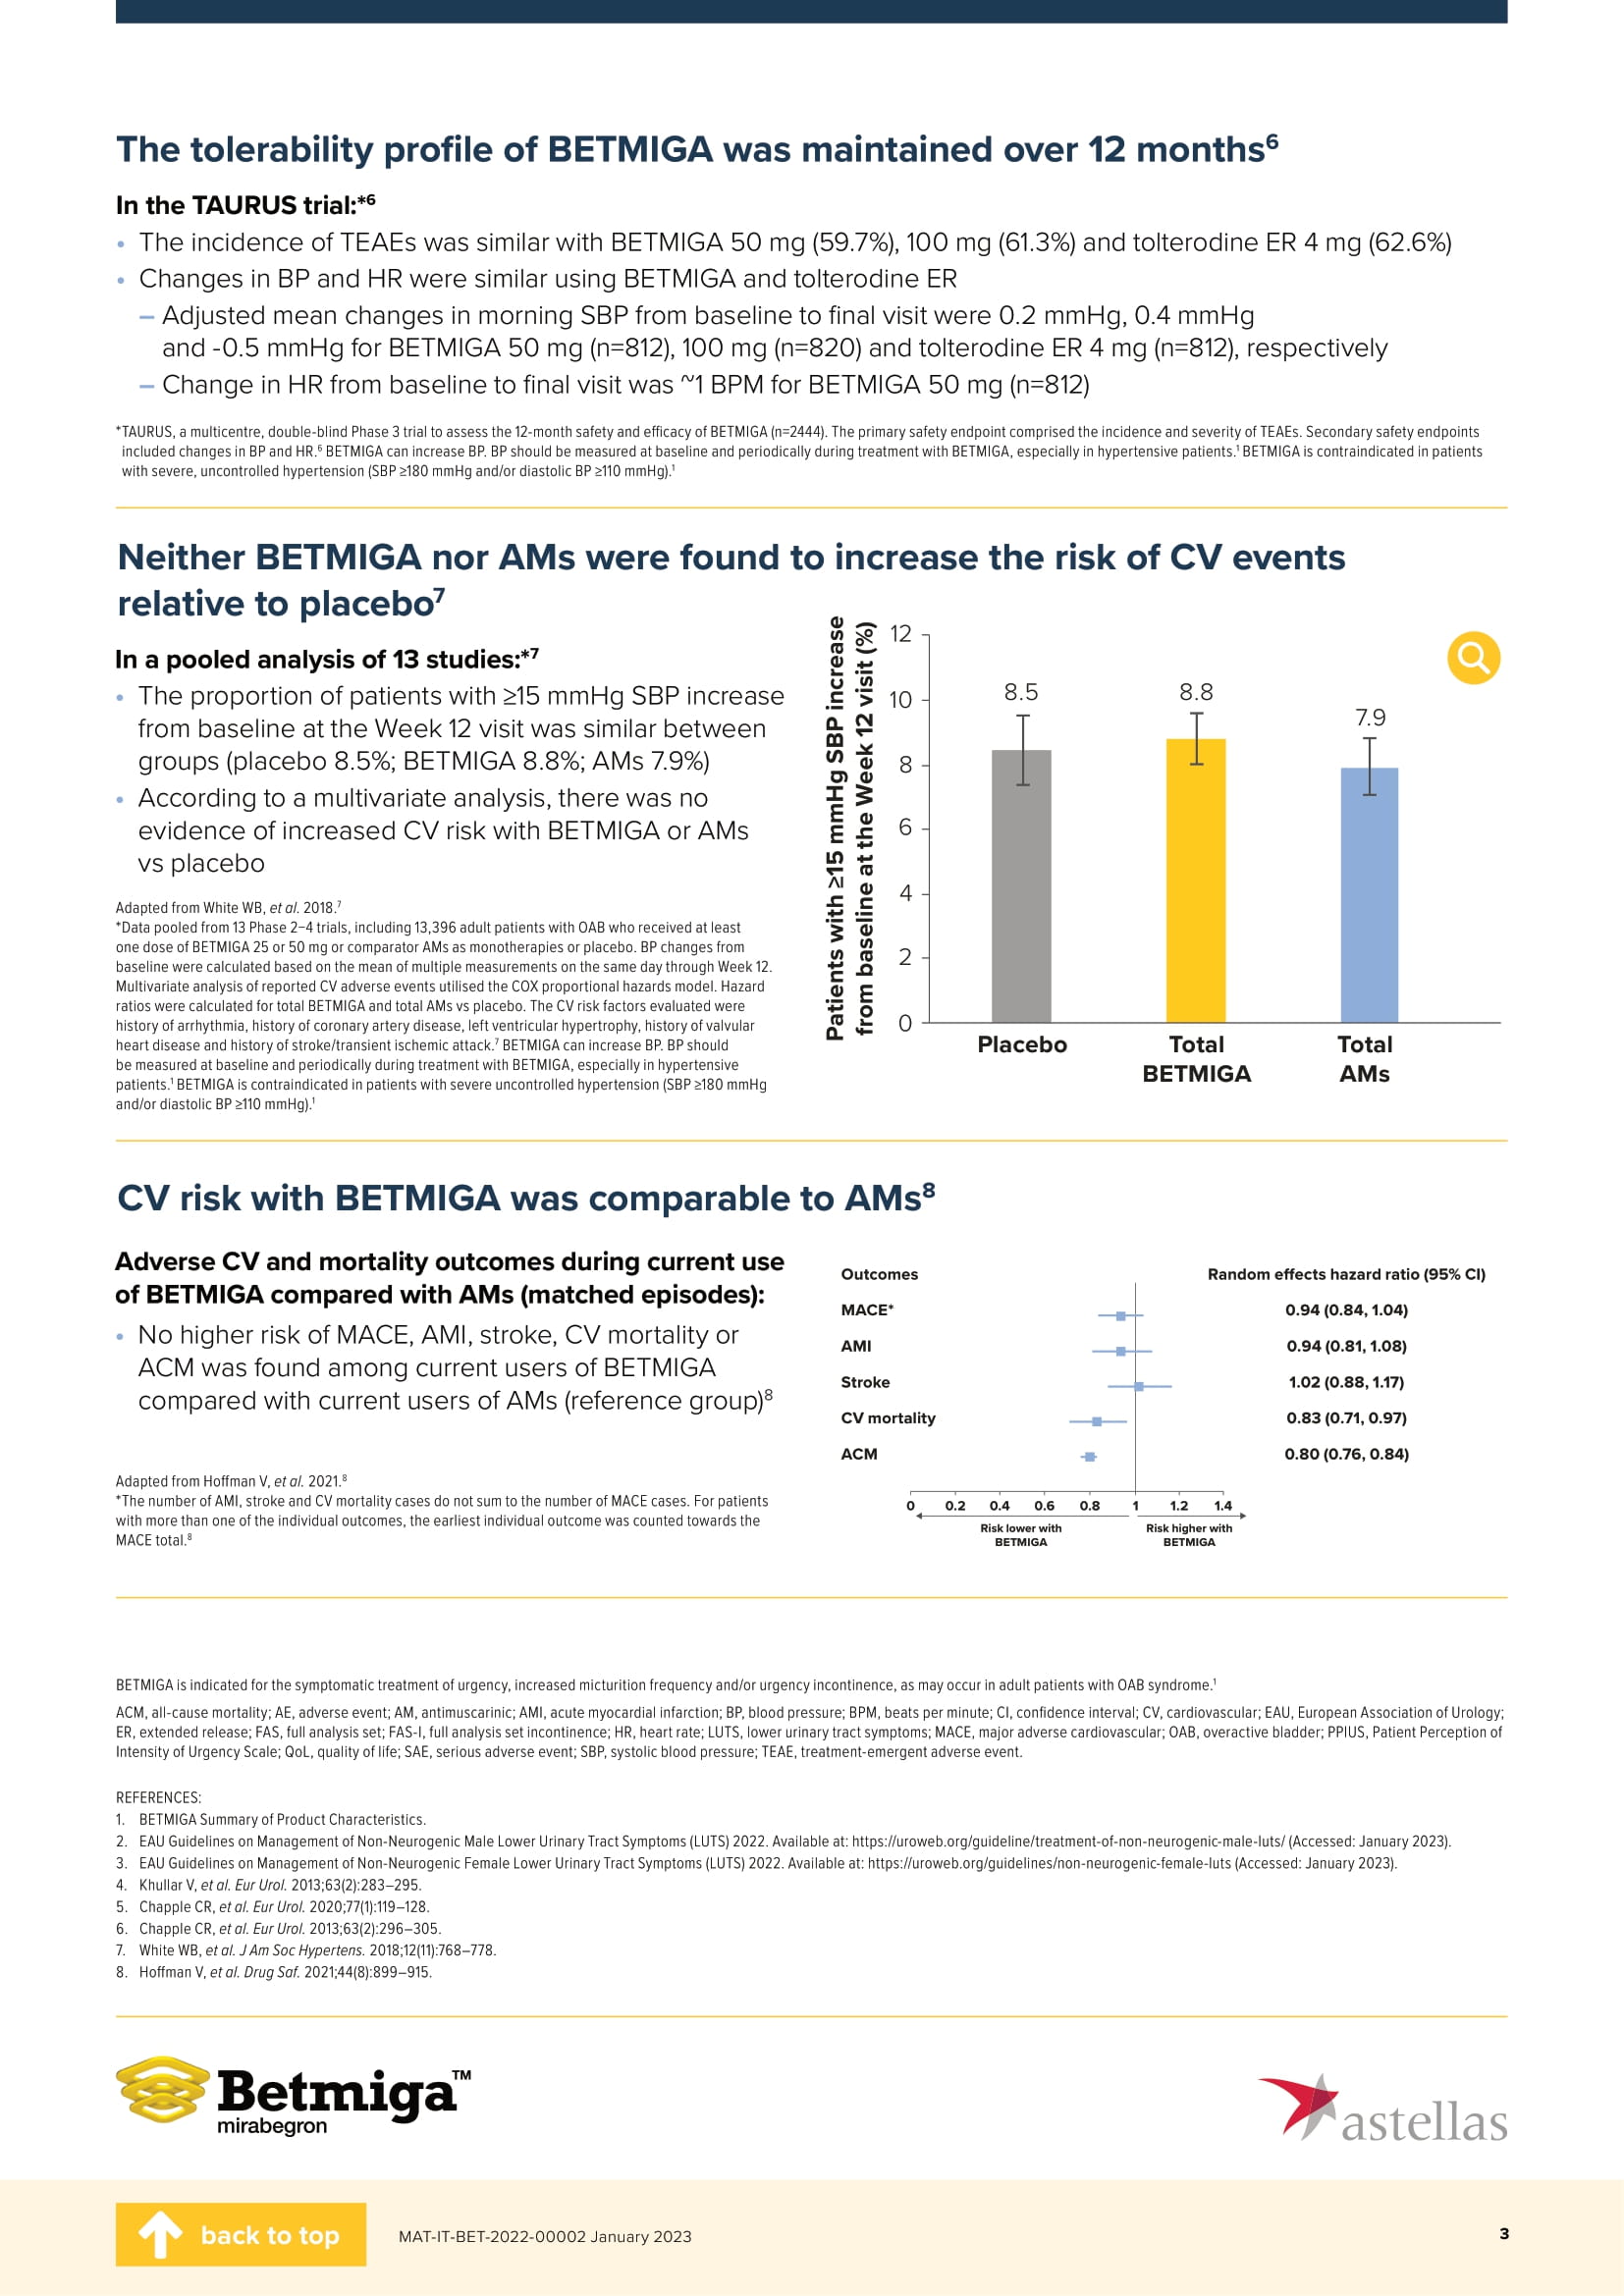 The tolerability profile of BETMIGA was maintained over 12 months⁶
In the TAURUS trial:*⁶
• The incidence of TEAEs was similar with BETMIGA 50 mg (59.7%), 100 mg (61.3%) and tolterodine ER 4 mg (62.6%)
• Changes in BP and HR were similar using BETMIGA and tolterodine ER
– Adjusted mean changes in morning SBP from baseline to final visit were 0.2 mmHg, 0.4 mmHg
and -0.5 mmHg for BETMIGA 50 mg (n=812), 100 mg (n=820) and tolterodine ER 4 mg (n=812), respectively
– Change in HR from baseline to final visit was ~1 BPM for BETMIGA 50 mg (n=812)
*TAURUS, a multicentre, double-blind Phase 3 trial to assess the 12-month safety and efficacy of BETMIGA (n=2444). The primary safety endpoint comprised the incidence and severity of TEAEs. Secondary safety endpoints
included changes in BP and HR.⁶ BETMIGA can increase BP. BP should be measured at baseline and periodically during treatment with BETMIGA, especially in hypertensive patients.¹ BETMIGA is contraindicated in patients
with severe, uncontrolled hypertension (SBP ≥180 mmHg and/or diastolic BP ≥110 mmHg).¹
Neither BETMIGA nor AMs were found to increase the risk of CV events
relative to placebo⁷
In a pooled analysis of 13 studies:*⁷
• The proportion of patients with ≥15 mmHg SBP increase
from baseline at the Week 12 visit was similar between
groups (placebo 8.5%; BETMIGA 8.8%; AMs 7.9%)
• According to a multivariate analysis, there was no
evidence of increased CV risk with BETMIGA or AMs
vs placebo
Adapted from White WB, et al. 2018.⁷
*Data pooled from 13 Phase 2–4 trials, including 13,396 adult patients with OAB who received at least
one dose of BETMIGA 25 or 50 mg or comparator AMs as monotherapies or placebo. BP changes from
baseline were calculated based on the mean of multiple measurements on the same day through Week 12.
Multivariate analysis of reported CV adverse events utilised the COX proportional hazards model. Hazard
ratios were calculated for total BETMIGA and total AMs vs placebo. The CV risk factors evaluated were
history of arrhythmia, history of coronary artery disease, left ventricular hypertrophy, history of valvular
heart disease and history of stroke/transient ischemic attack.⁷ BETMIGA can increase BP. BP should
be measured at baseline and periodically during treatment with BETMIGA, especially in hypertensive
patients.¹ BETMIGA is contraindicated in patients with severe uncontrolled hypertension (SBP ≥180 mmHg
and/or diastolic BP ≥110 mmHg).¹
Patients with ≥15 mmHg SBP increase
from baseline at the Week 12 visit (%)
12
10
8
6
4
2
0
8.5
8.8
7.9
Placebo
Total
BETMIGA
Total
AMs
CV risk with BETMIGA was comparable to AMs⁸
Adverse CV and mortality outcomes during current use
of BETMIGA compared with AMs (matched episodes):
• No higher risk of MACE, AMI, stroke, CV mortality or
ACM was found among current users of BETMIGA
compared with current users of AMs (reference group)⁸
Adapted from Hoffman V, et al. 2021.⁸
*The number of AMI, stroke and CV mortality cases do not sum to the number of MACE cases. For patients
with more than one of the individual outcomes, the earliest individual outcome was counted towards the
MACE total.⁸
Outcomes Random effects hazard ratio (95% CI)
MACE* 0.94 (0.84, 1.04)
AMI 0.94 (0.81, 1.08)
Stroke 1.02 (0.88, 1.17)
CV mortality 0.83 (0.71, 0.97)
ACM 0.80 (0.76, 0.84)
0 0.2 0.4 0.6 0.8 1 1.2 1.4
Risk lower with
BETMIGA
Risk higher with
BETMIGA
BETMIGA is indicated for the symptomatic treatment of urgency, increased micturition frequency and/or urgency incontinence, as may occur in adult patients with OAB syndrome.¹
ACM, all-cause mortality; AE, adverse event; AM, antimuscarinic; AMI, acute myocardial infarction; BP, blood pressure; BPM, beats per minute; CI, confidence interval; CV, cardiovascular; EAU, European Association of Urology;
ER, extended release; FAS, full analysis set; FAS-I, full analysis set incontinence; HR, heart rate; LUTS, lower urinary tract symptoms; MACE, major adverse cardiovascular; OAB, overactive bladder; PPIUS, Patient Perception of
Intensity of Urgency Scale; QoL, quality of life; SAE, serious adverse event; SBP, systolic blood pressure; TEAE, treatment-emergent adverse event.
REFERENCES:
1. BETMIGA Summary of Product Characteristics.
2. EAU Guidelines on Management of Non-Neurogenic Male Lower Urinary Tract Symptoms (LUTS) 2022. Available at: https://uroweb.org/guideline/treatment-of-non-neurogenic-male-luts/ (Accessed: January 2023).
3. EAU Guidelines on Management of Non-Neurogenic Female Lower Urinary Tract Symptoms (LUTS) 2022. Available at: https://uroweb.org/guidelines/non-neurogenic-female-luts (Accessed: January 2023).
4. Khullar V, et al. Eur Urol. 2013;63(2):283–295.
5. Chapple CR, et al. Eur Urol. 2020;77(1):119–128.
6. Chapple CR, et al. Eur Urol. 2013;63(2):296–305.
7. White WB, et al. J Am Soc Hypertens. 2018;12(11):768–778.
8. Hoffman V, et al. Drug Saf. 2021;44(8):899–915.
Betmiga™
mirabegron
astellas
back to top
MAT-IT-BET-2022-00002 January 2023
3